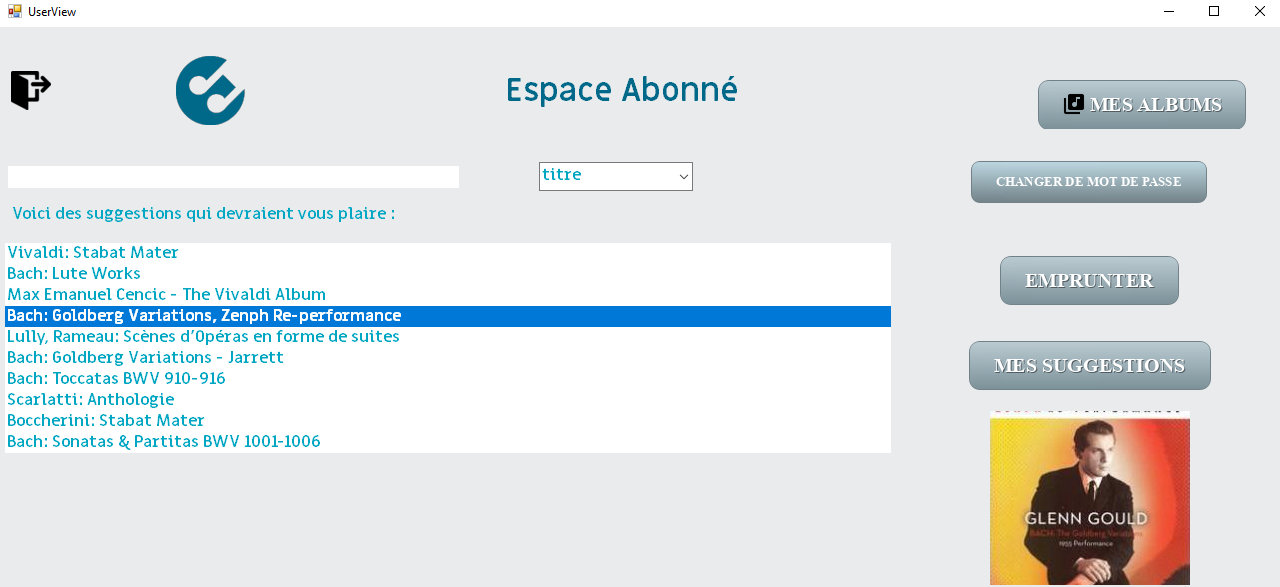 UserView
Espace Abonné
MES ALBUMS
titre
CHANGER DE MOT DE PASSE
Voici des suggestions qui devraient vous plaire :
Vivaldi: Stabat Mater
Bach: Lute Works
Max Emanuel Cencic - The Vivaldi Album
Bach: Goldberg Variations, Zenph Re-performance
Lully, Rameau: Scènes d'Opéras en forme de suites
Bach: Goldberg Variations - Jarrett
Bach: Toccatas BWV 910-916
Scarlatti: Anthologie
Boccherini: Stabat Mater
Bach: Sonatas & Partitas BWV 1001-1006
EMPRUNTER
MES SUGGESTIONS
GLENN GOULD
BACH: The Goldberg Variations
1955 Performance